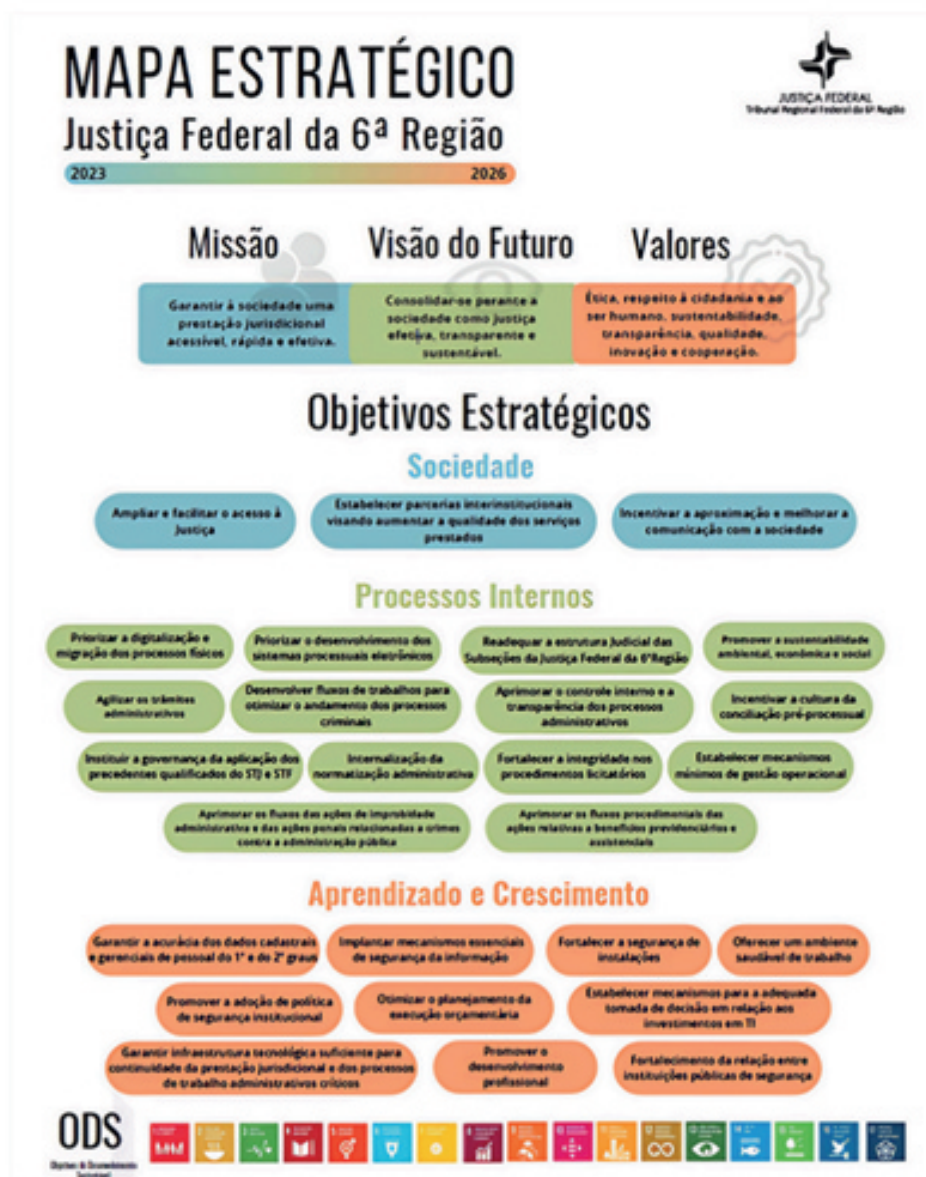 MAPA ESTRATÉGICO
JUSTIÇA FEDERAL
Tribunal Regional Federal da 6ª Região
Justiça Federal da 6ª Região
2023
2026
Missão
Visão do Futuro
Valores
Garantir à sociedade uma
prestação jurisdicional
acessível, rápida e efetiva.
Consolidar-se perante a
sociedade como justiça
efetiva, transparente e
sustentável.
Ética, respeito à cidadania e ao
ser humano, sustentabilidade,
transparência, qualidade,
inovação e cooperação.
Objetivos Estratégicos
Sociedade
Ampliar e facilitar o acesso à
Justiça
Estabelecer parcerias interinstitucionais
visando aumentar a qualidade dos serviços
prestados
Incentivar a aproximação e melhorar a
comunicação com a sociedade
Processos Internos
Priorizar a digitalização e
migração dos processos físicos
Priorizar o desenvolvimento dos
sistemas processuais eletrônicos
Readequar a estrutura Judicial das
Subseções da Justiça Federal da 6ªRegião
Promover a sustentabilidade
ambiental, econômica e social
Agilizar os trâmites
administrativos
Desenvolver fluxos de trabalhos para
otimizar o andamento dos processos
criminais
Aprimorar o controle interno e a
transparência dos processos
administrativos
Incentivar a cultura da
conciliação pré-processual
Instituir a governança da aplicação dos
precedentes qualificados do STJ e STF
Internalização da
normatização administrativa
Fortalecer a integridade nos
procedimentos licitatórios
Estabelecer mecanismos
mínimos de gestão operacional
Aprimorar os fluxos das ações de improbidade
administrativa e das ações penais relacionadas a crimes
contra a administração pública
Aprimorar os fluxos procedimentais das
ações relativas a benefícios previdenciários e
assistenciais
Aprendizado e Crescimento
Garantir a acurácia dos dados cadastrais
e gerenciais de pessoal do 1º e do 2º graus
Implantar mecanismos essenciais
de segurança da informação
Fortalecer a segurança de
instalações
Oferecer um ambiente
saudável de trabalho
Promover a adoção de política
de segurança institucional
Otimizar o planejamento da
execução orçamentária
Estabelecer mecanismos para a adequada
tomada de decisão em relação aos
investimentos em TI
Garantir infraestrutura tecnológica suficiente para
continuidade da prestação jurisdicional e dos processos
de trabalho administrativos críticos
Promover o
desenvolvimento
profissional
Fortalecimento da relação entre
instituições públicas de segurança
ODS
Objetivos de Desenvolvimento
Sustentável